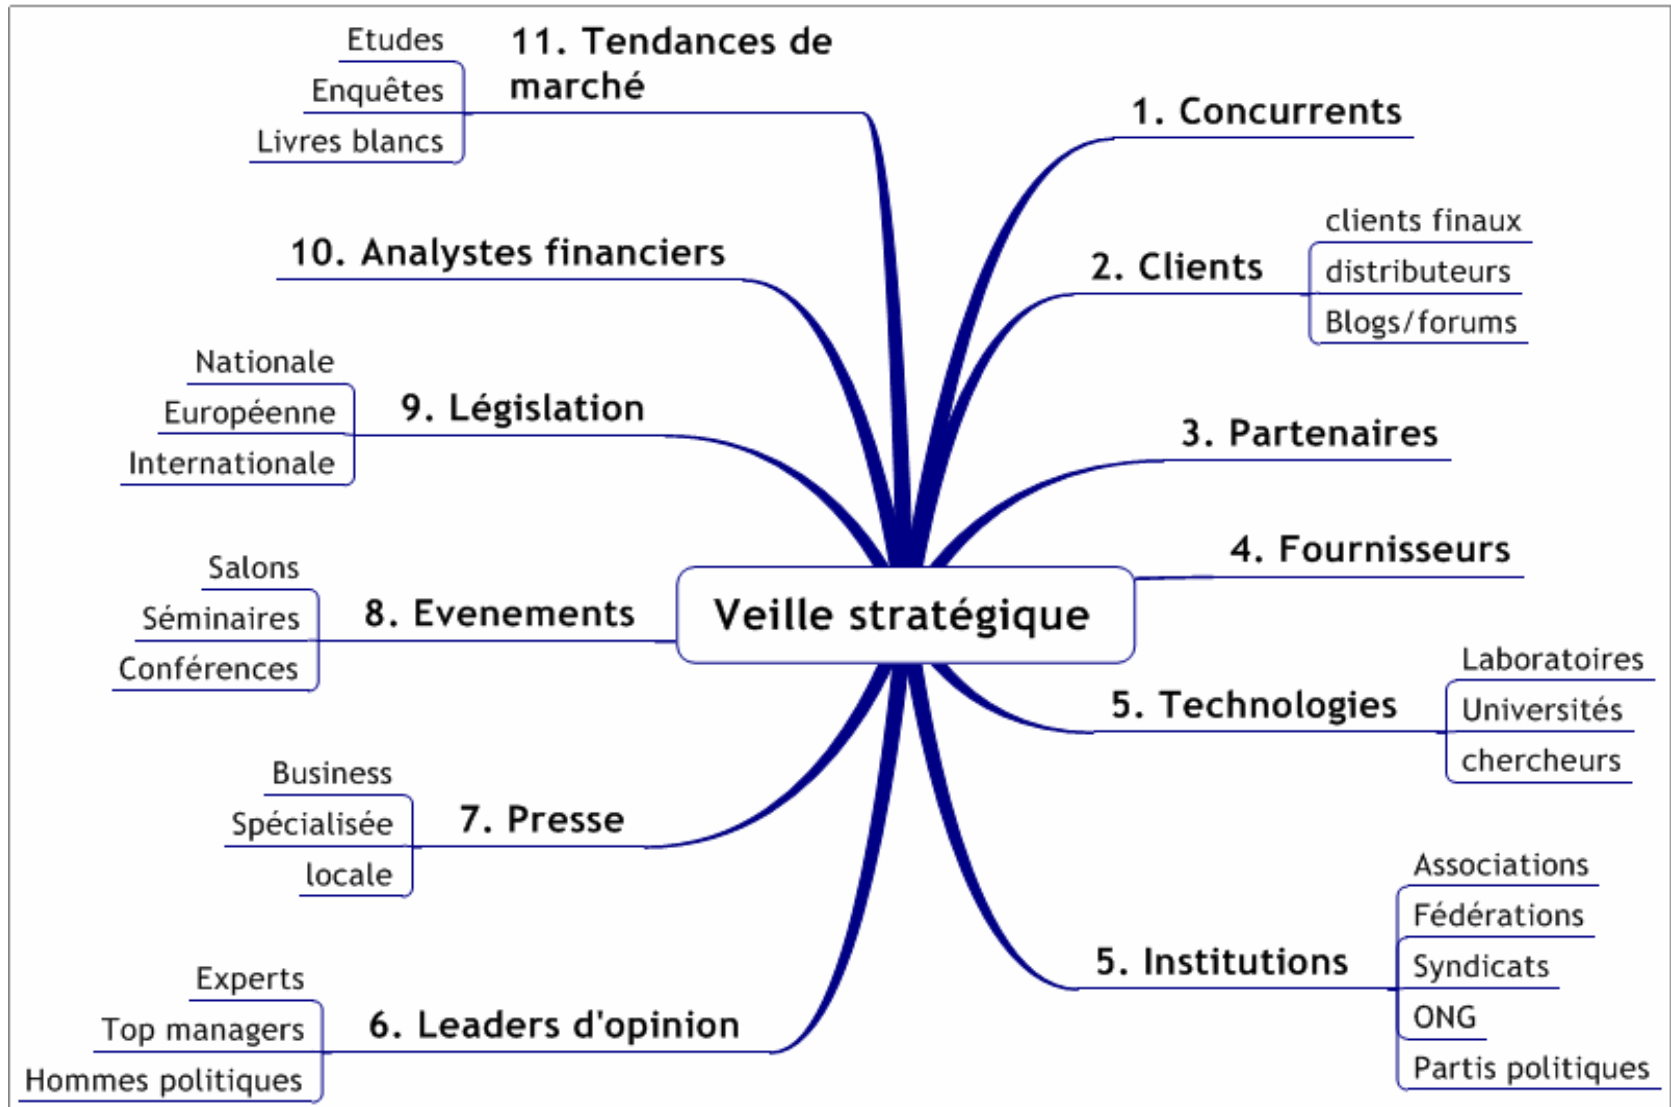 Veille stratégique
1. Concurrents
2. Clients
clients finaux
distributeurs
Blogs/forums
3. Partenaires
4. Fournisseurs
5. Technologies
Laboratoires
Universités
chercheurs
5. Institutions
Associations
Fédérations
Syndicats
ONG
Partis politiques
6. Leaders d'opinion
Experts
Top managers
Hommes politiques
7. Presse
Business
Spécialisée
locale
8. Evenements
Salons
Séminaires
Conférences
9. Législation
Nationale
Européenne
Internationale
10. Analystes financiers
11. Tendances de
marché
Etudes
Enquêtes
Livres blancs